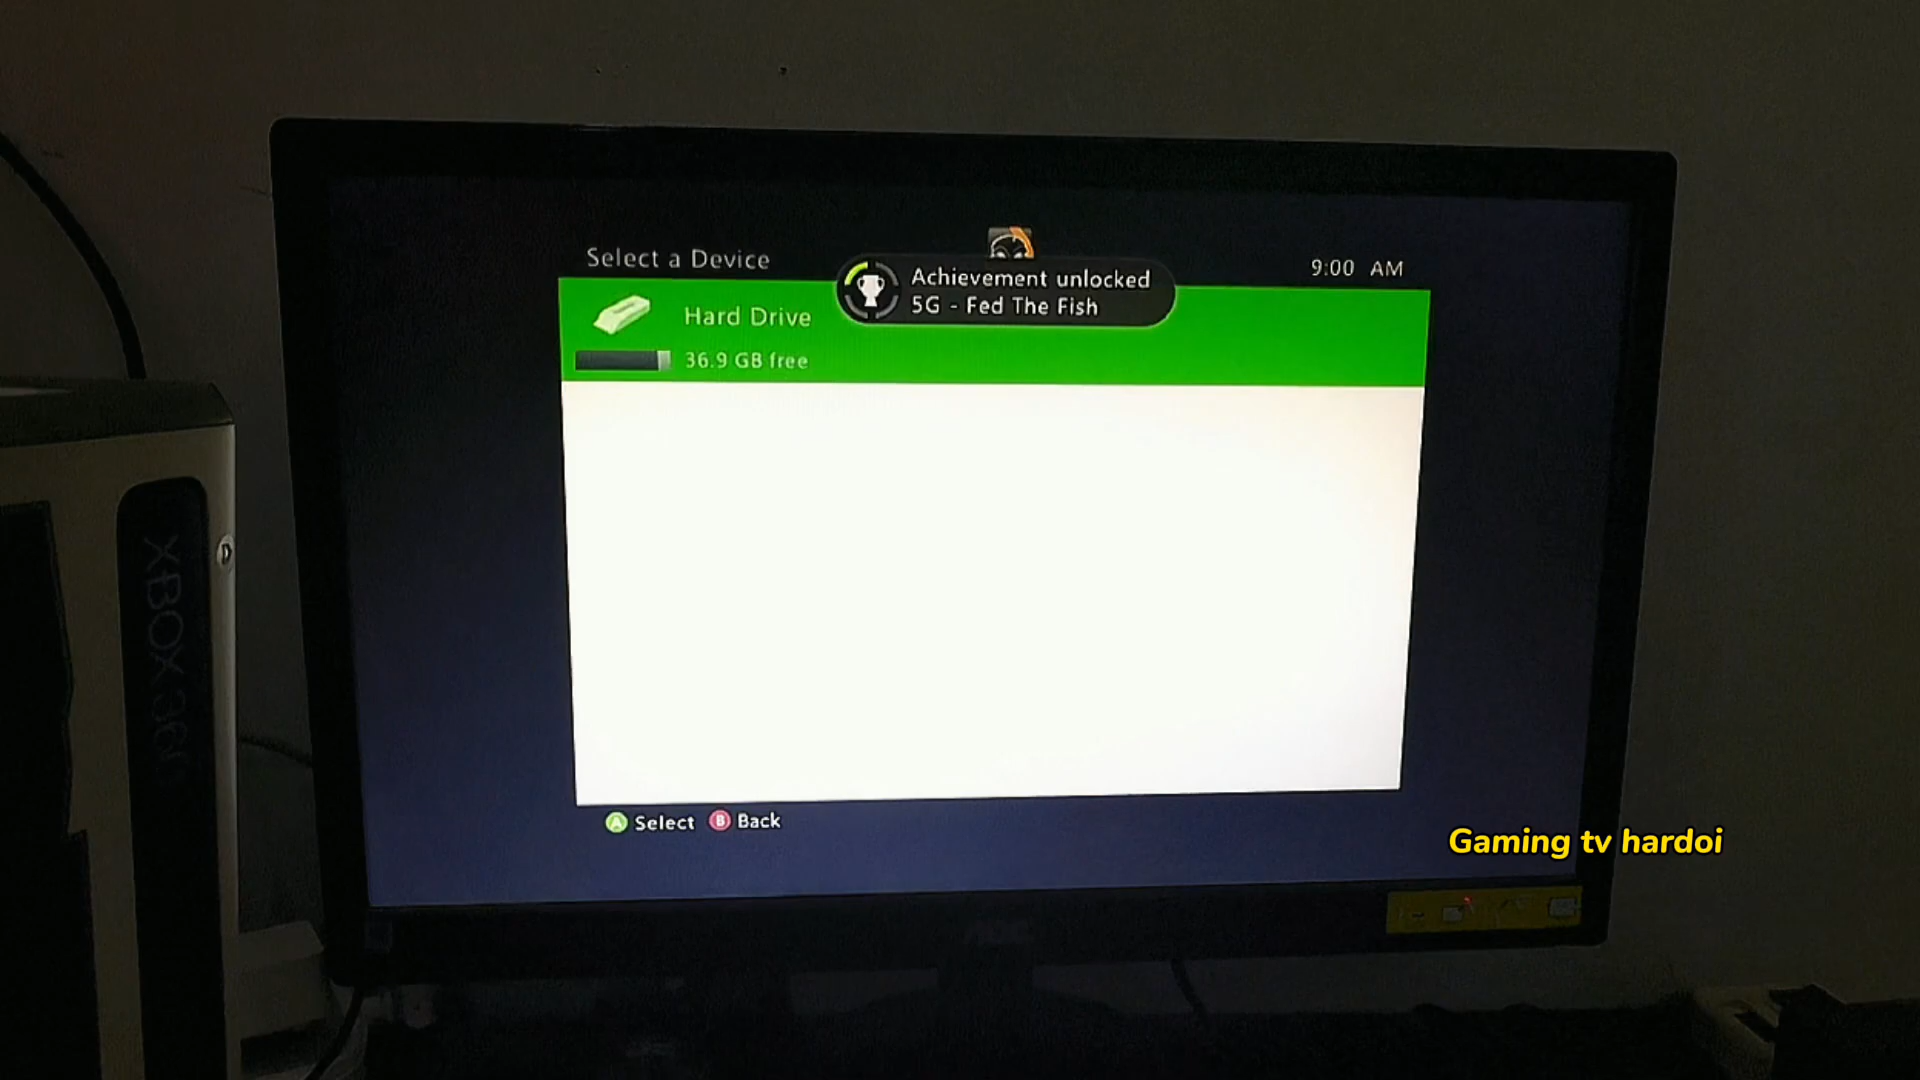 Select a Device
9:00 AM
Achievement unlocked
5G - Fed The Fish
Hard Drive
36.9 GB free
A Select B Back
XBOX 360
Gaming tv hardoi